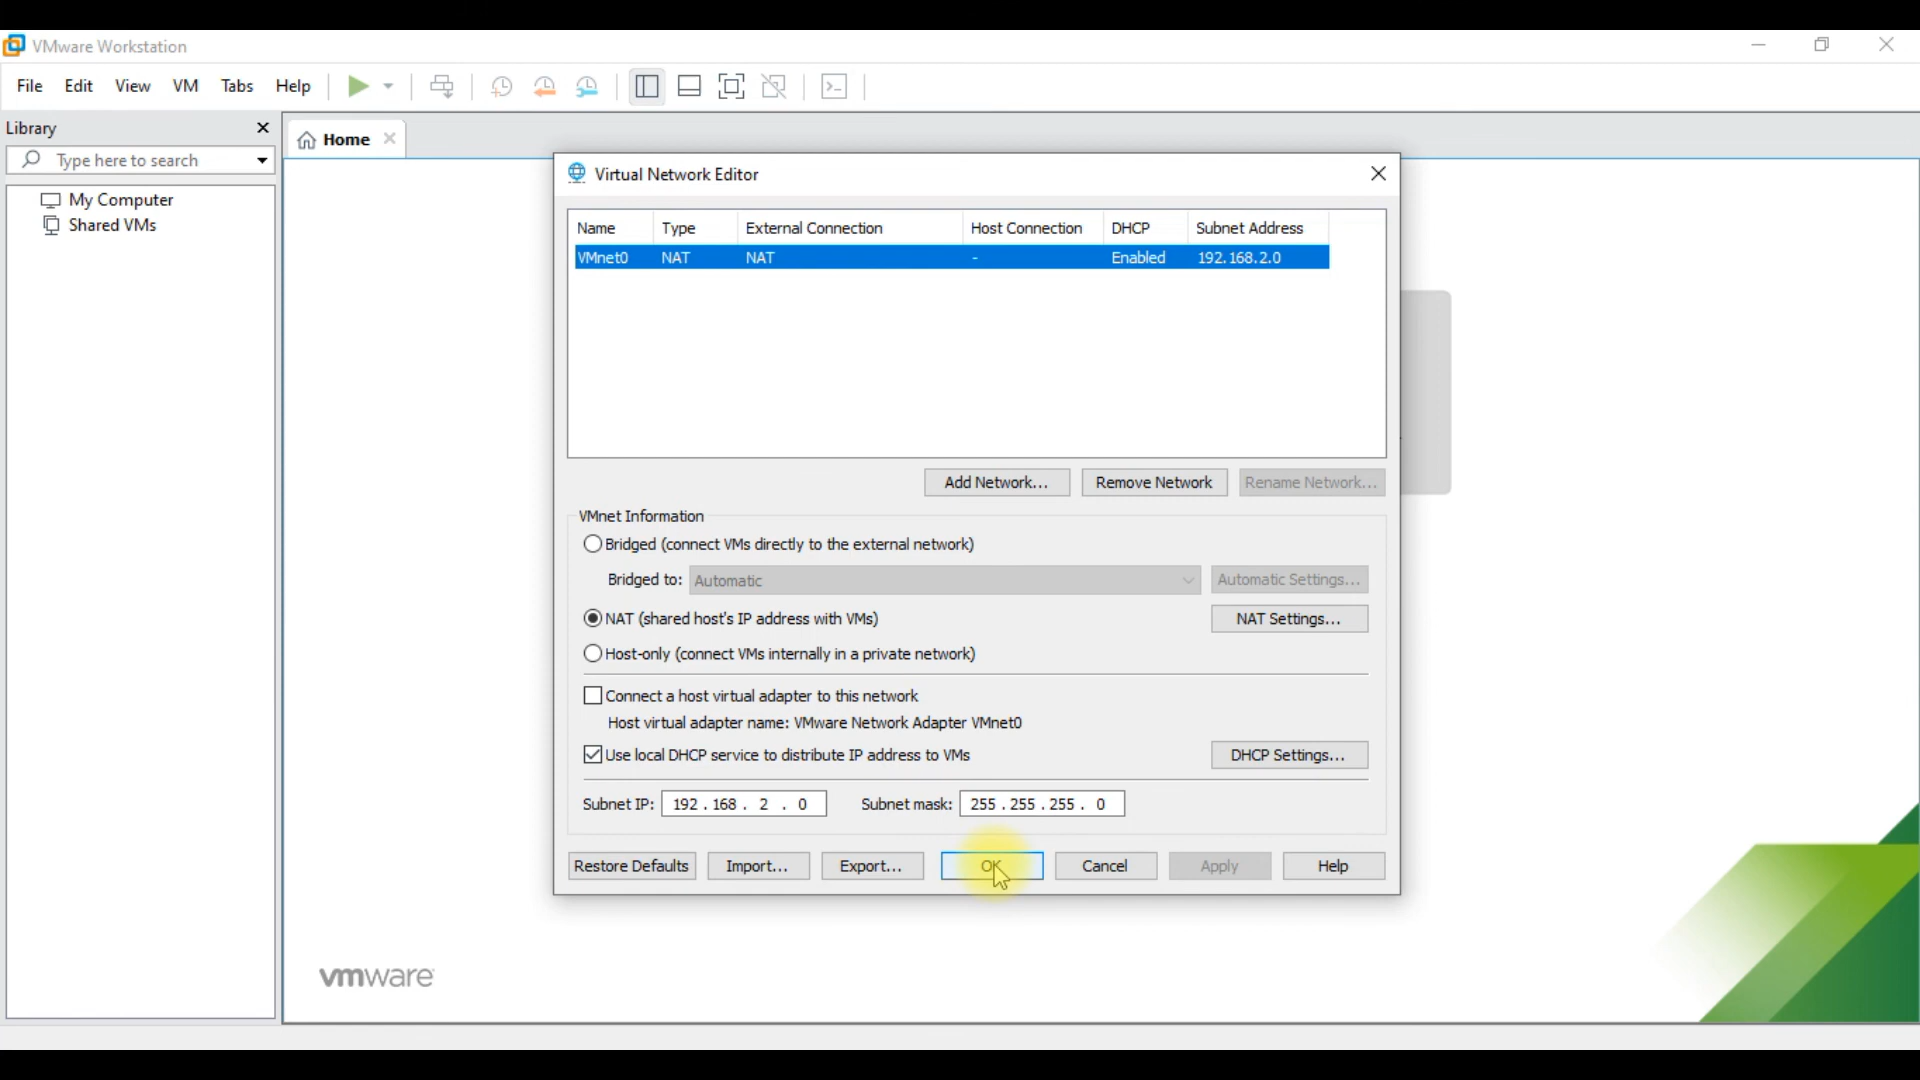 VMware Workstation
File Edit View VM Tabs Help
Library
Home
Type here to search
My Computer
Shared VMs
Virtual Network Editor
Name Type External Connection Host Connection DHCP Subnet Address
VMnet0 NAT NAT - Enabled 192.168.2.0
Add Network... Remove Network Rename Network...
VMnet Information
Bridged (connect VMs directly to the external network)
Bridged to: Automatic Automatic Settings...
NAT (shared host's IP address with VMs) NAT Settings...
Host-only (connect VMs internally in a private network)
Connect a host virtual adapter to this network
Host virtual adapter name: VMware Network Adapter VMnet0
Use local DHCP service to distribute IP address to VMs DHCP Settings...
Subnet IP: 192 . 168 . 2 . 0 Subnet mask: 255 . 255 . 255 . 0
Restore Defaults Import... Export... OK Cancel Apply Help
vmware